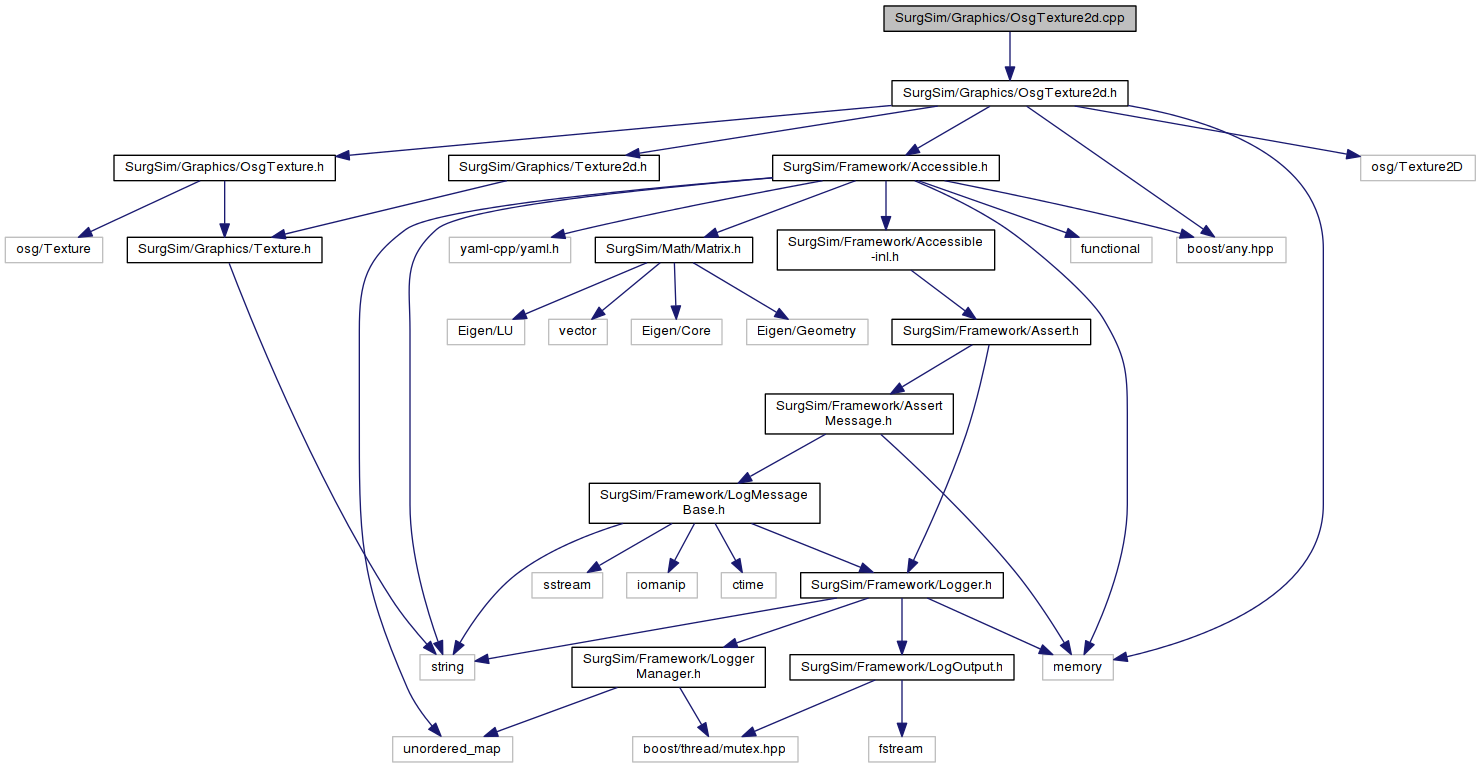 SurgSim/Graphics/OsgTexture2d.cpp
SurgSim/Graphics/OsgTexture2d.h
SurgSim/Graphics/OsgTexture.h
SurgSim/Graphics/Texture2d.h
SurgSim/Framework/Accessible.h
osg/Texture2D
osg/Texture
SurgSim/Graphics/Texture.h
yaml-cpp/yaml.h
SurgSim/Math/Matrix.h
SurgSim/Framework/Accessible
-inl.h
functional
boost/any.hpp
Eigen/LU
vector
Eigen/Core
Eigen/Geometry
SurgSim/Framework/Assert.h
SurgSim/Framework/Assert
Message.h
SurgSim/Framework/LogMessage
Base.h
sstream
iomanip
ctime
SurgSim/Framework/Logger.h
string
SurgSim/Framework/Logger
Manager.h
SurgSim/Framework/LogOutput.h
memory
unordered_map
boost/thread/mutex.hpp
fstream